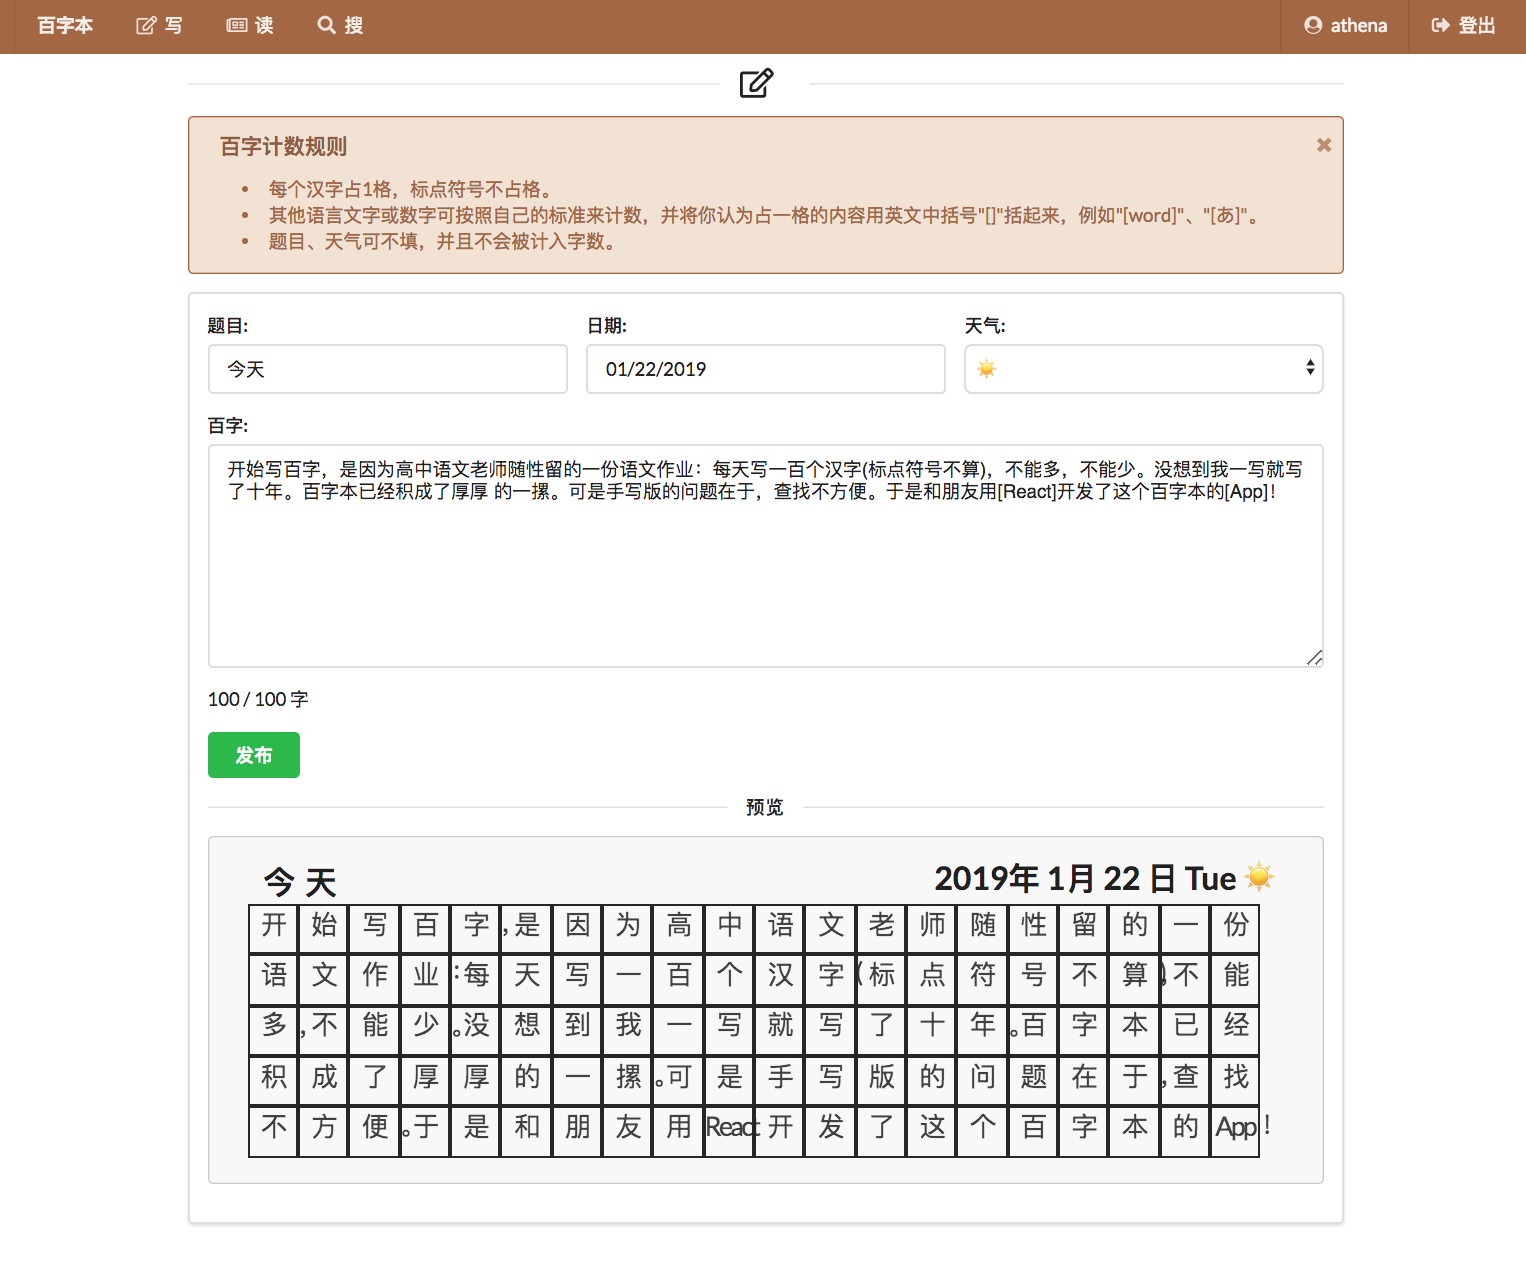 百字本 写 读 搜 athena 登出
百字计数规则
每个汉字占1格，标点符号不占格。
其他语言文字或数字可按照自己的标准来计数，并将你认为占一格的内容用英文中括号"[]"括起来，例如"[word]"、"[あ]"。
题目、天气可不填，并且不会被计入字数。
题目: 日期: 天气:
今天 01/22/2019
百字:
开始写百字，是因为高中语文老师随性留的一份语文作业：每天写一百个汉字(标点符号不算)，不能多，不能少。没想到我一写就写
了十年。百字本已经积成了厚厚 的一摞。可是手写版的问题在于，查找不方便。于是和朋友用[React]开发了这个百字本的[App]！
100 / 100 字
发布
预览
今天 2019年 1月 22 日 Tue
开始写百字，是因为高中语文老师随性留的一份
语文作业：每天写一百个汉字(标点符号不算)，不能
多，不能少。没想到我一写就写了十年。百字本已经
积成了厚厚的一摞。可是手写版的问题在于，查找
不方便。于是和朋友用React开发了这个百字本的App！